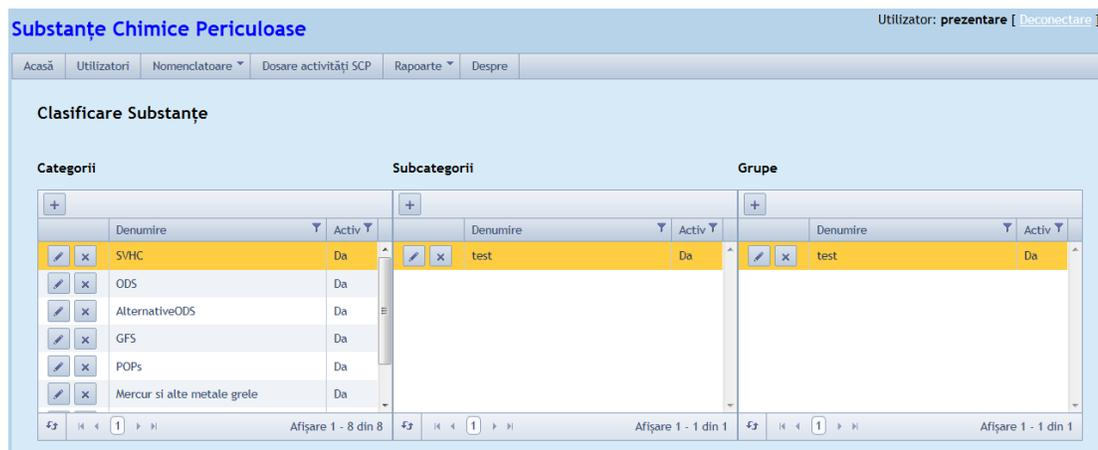 Utilizator: prezentare [ Deconectare ]
Substanțe Chimice Periculoase
Acasă Utilizatori Nomenclatoare Dosare activități SCP Rapoarte Despre
Clasificare Substanțe
Categorii Subcategorii Grupe
+ + +
Denumire Activ Denumire Activ Denumire Activ
SVHC Da test Da test Da
ODS Da
AlternativeODS Da
GFS Da
POPs Da
Mercur si alte metale grele Da
1 Afișare 1 - 8 din 8 1 Afișare 1 - 1 din 1 1 Afișare 1 - 1 din 1